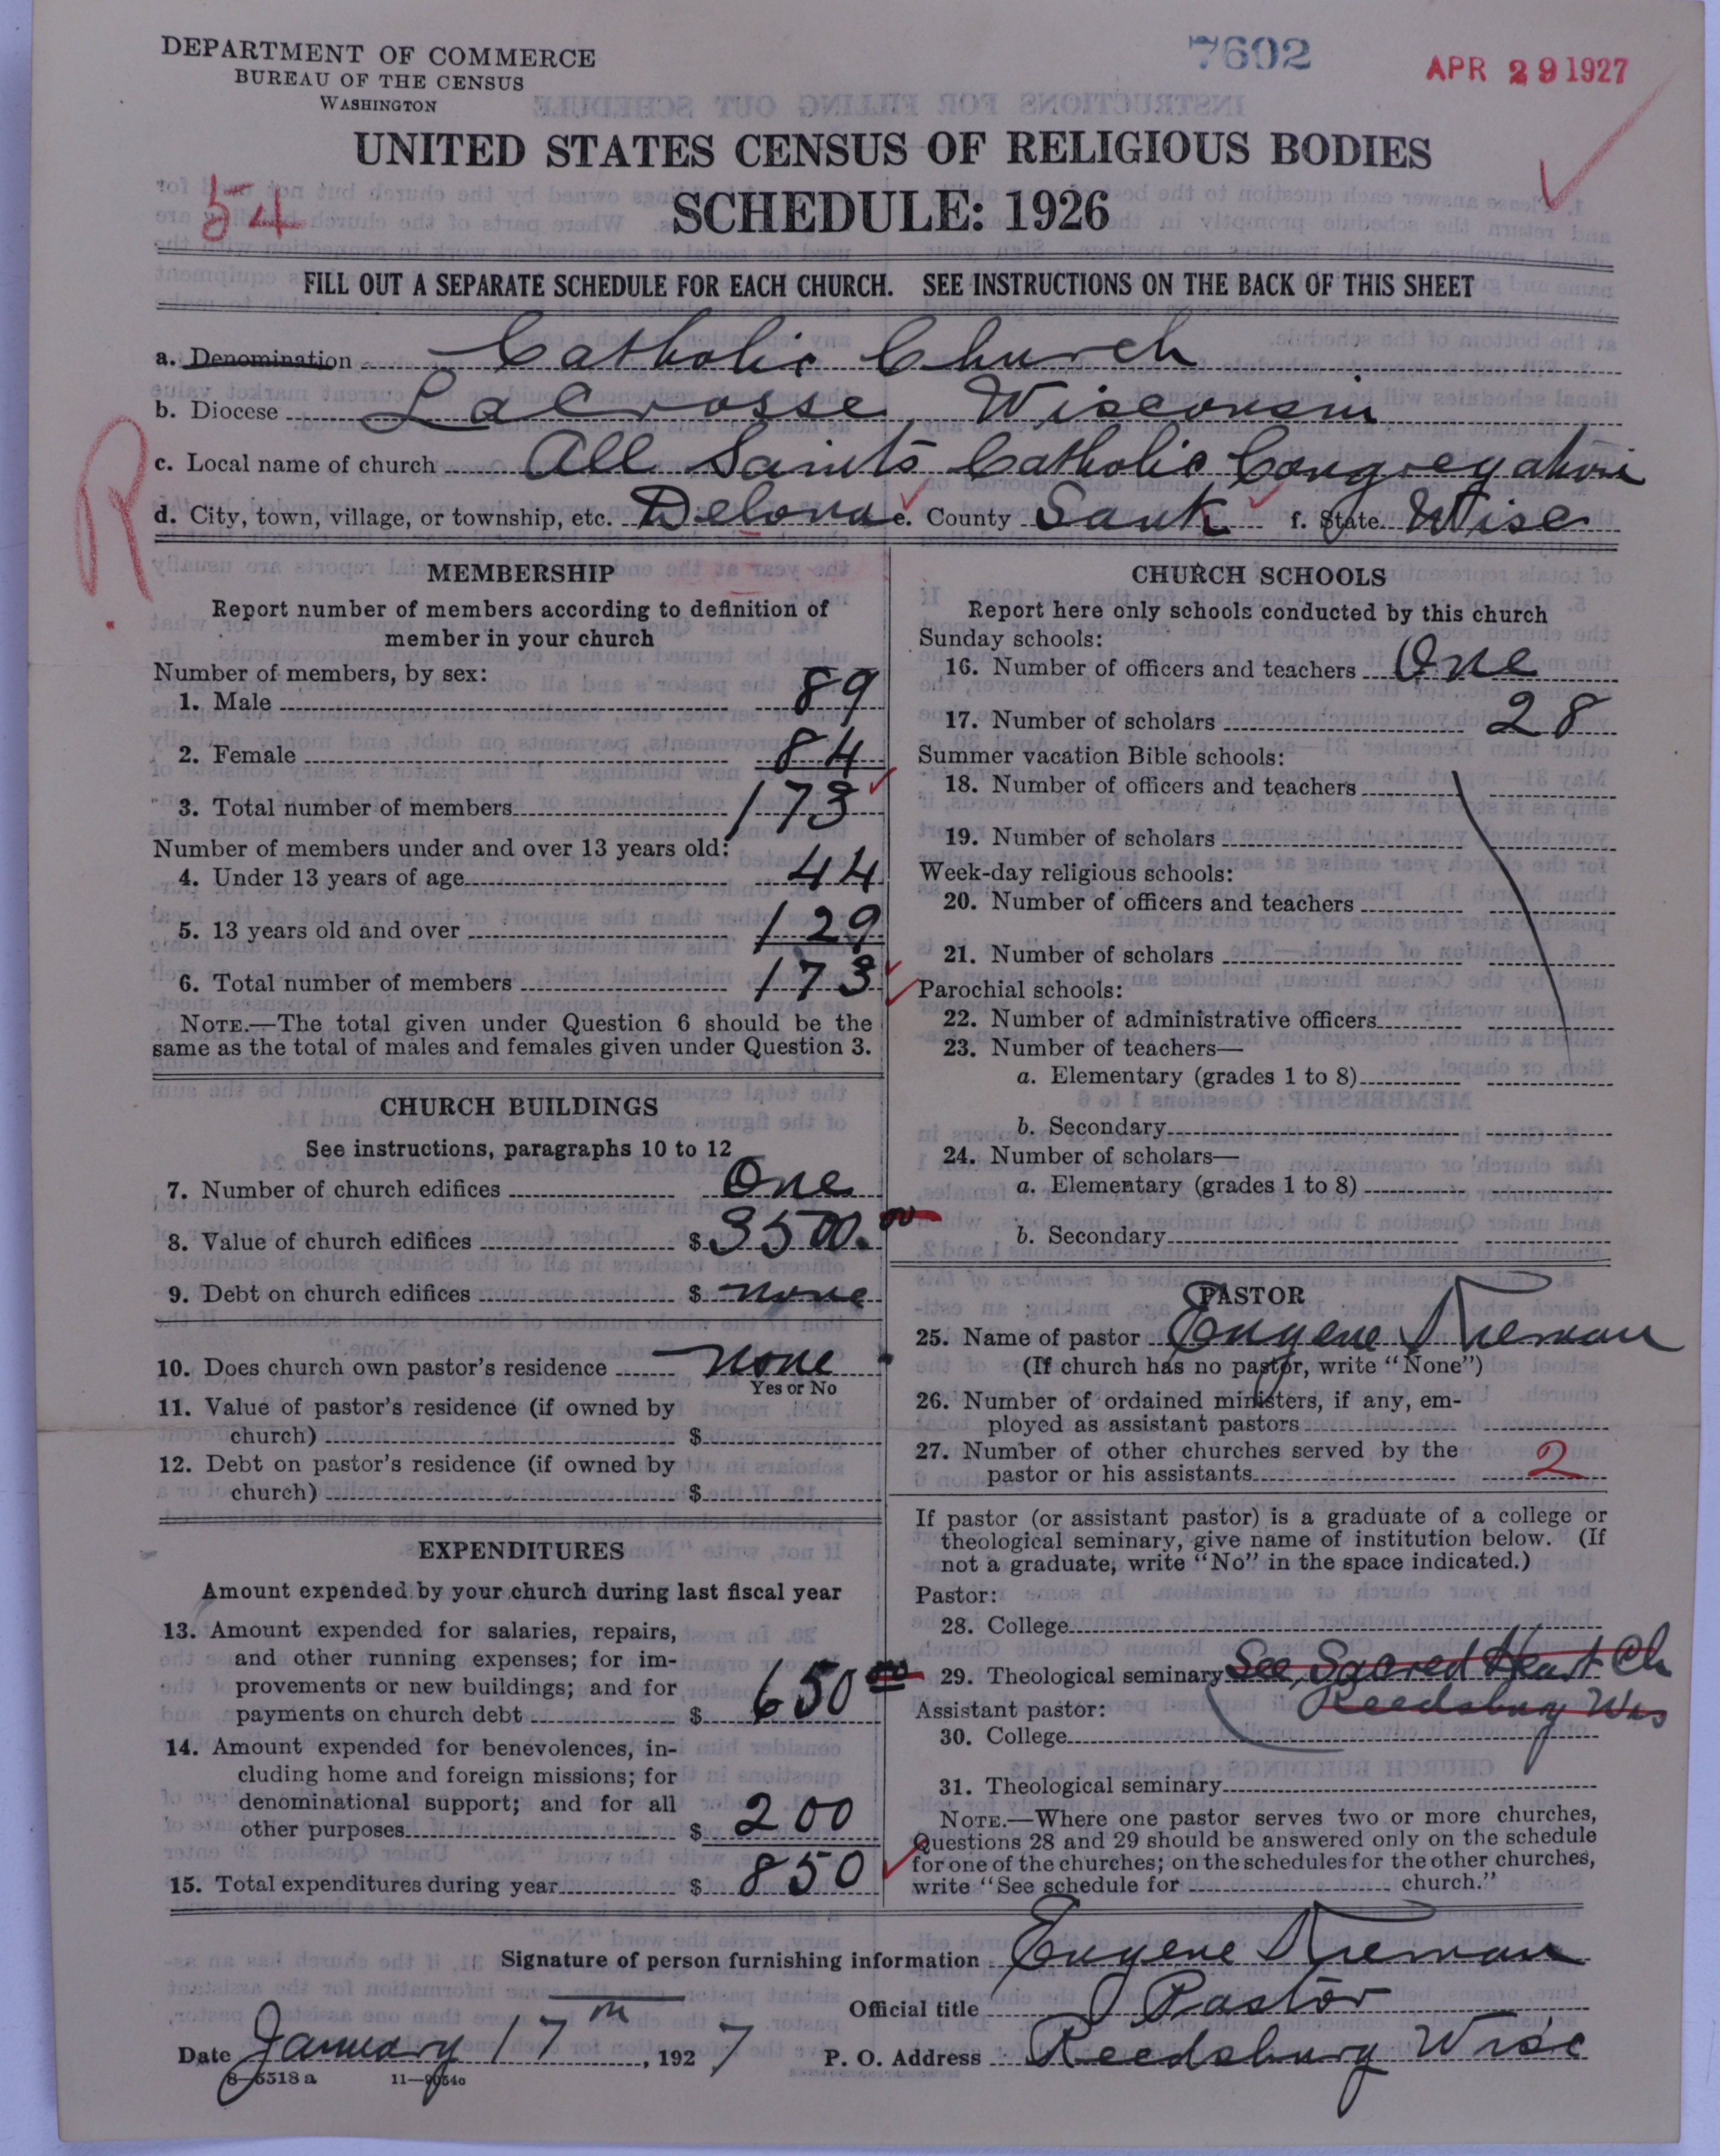 DEPARTMENT OF COMMERCE
BUREAU OF THE CENSUS
WASHINGTON
7602
APR 29 1927
UNITED STATES CENSUS OF RELIGIOUS BODIES
54
SCHEDULE: 1926
FILL OUT A SEPARATE SCHEDULE FOR EACH CHURCH. SEE INSTRUCTIONS ON THE BACK OF THIS SHEET
a. Denomination Catholic Church
b. Diocese LaCrosse, Wisconsin
c. Local name of church All Saints Catholic Congregation
R
d. City, town, village, or township, etc. Delona e. County Sauk f. State Wisc
MEMBERSHIP
Report number of members according to definition of
member in your church
Number of members, by sex:
1. Male 89
2. Female 84
3. Total number of members 173
Number of members under and over 13 years old:
4. Under 13 years of age 44
5. 13 years old and over 129
6. Total number of members 173
NOTE.—The total given under Question 6 should be the
same as the total of males and females given under Question 3.
CHURCH BUILDINGS
See instructions, paragraphs 10 to 12
7. Number of church edifices One
8. Value of church edifices $ 3500.00
9. Debt on church edifices $ none
10. Does church own pastor's residence none
Yes or No
11. Value of pastor's residence (if owned by
church) $
12. Debt on pastor's residence (if owned by
church) $
EXPENDITURES
Amount expended by your church during last fiscal year
13. Amount expended for salaries, repairs,
and other running expenses; for im-
provements or new buildings; and for
payments on church debt $ 650 00
14. Amount expended for benevolences, in-
cluding home and foreign missions; for
denominational support; and for all
other purposes $ 200
15. Total expenditures during year $ 850
CHURCH SCHOOLS
Report here only schools conducted by this church
Sunday schools:
16. Number of officers and teachers One
17. Number of scholars 28
Summer vacation Bible schools:
18. Number of officers and teachers
19. Number of scholars
Week-day religious schools:
20. Number of officers and teachers
21. Number of scholars
Parochial schools:
22. Number of administrative officers
23. Number of teachers—
a. Elementary (grades 1 to 8)
b. Secondary
24. Number of scholars—
a. Elementary (grades 1 to 8)
b. Secondary
PASTOR
25. Name of pastor Eugene
(If church has no pastor, write "None")
26. Number of ordained ministers, if any, em-
ployed as assistant pastors
27. Number of other churches served by the
pastor or his assistants 2
If pastor (or assistant pastor) is a graduate of a college or
theological seminary, give name of institution below. (If
not a graduate, write "No" in the space indicated.)
Pastor:
28. College
29. Theological seminary See, Sacred Heart Ch
Reedsburg Wis
Assistant pastor:
30. College
31. Theological seminary
NOTE.—Where one pastor serves two or more churches,
Questions 28 and 29 should be answered only on the schedule
for one of the churches; on the schedules for the other churches,
write "See schedule for church."
Signature of person furnishing information Eugene
Official title Pastor
Date January 17th, 1927 P. O. Address Reedsburg Wisc
8—5518a 11—9054a